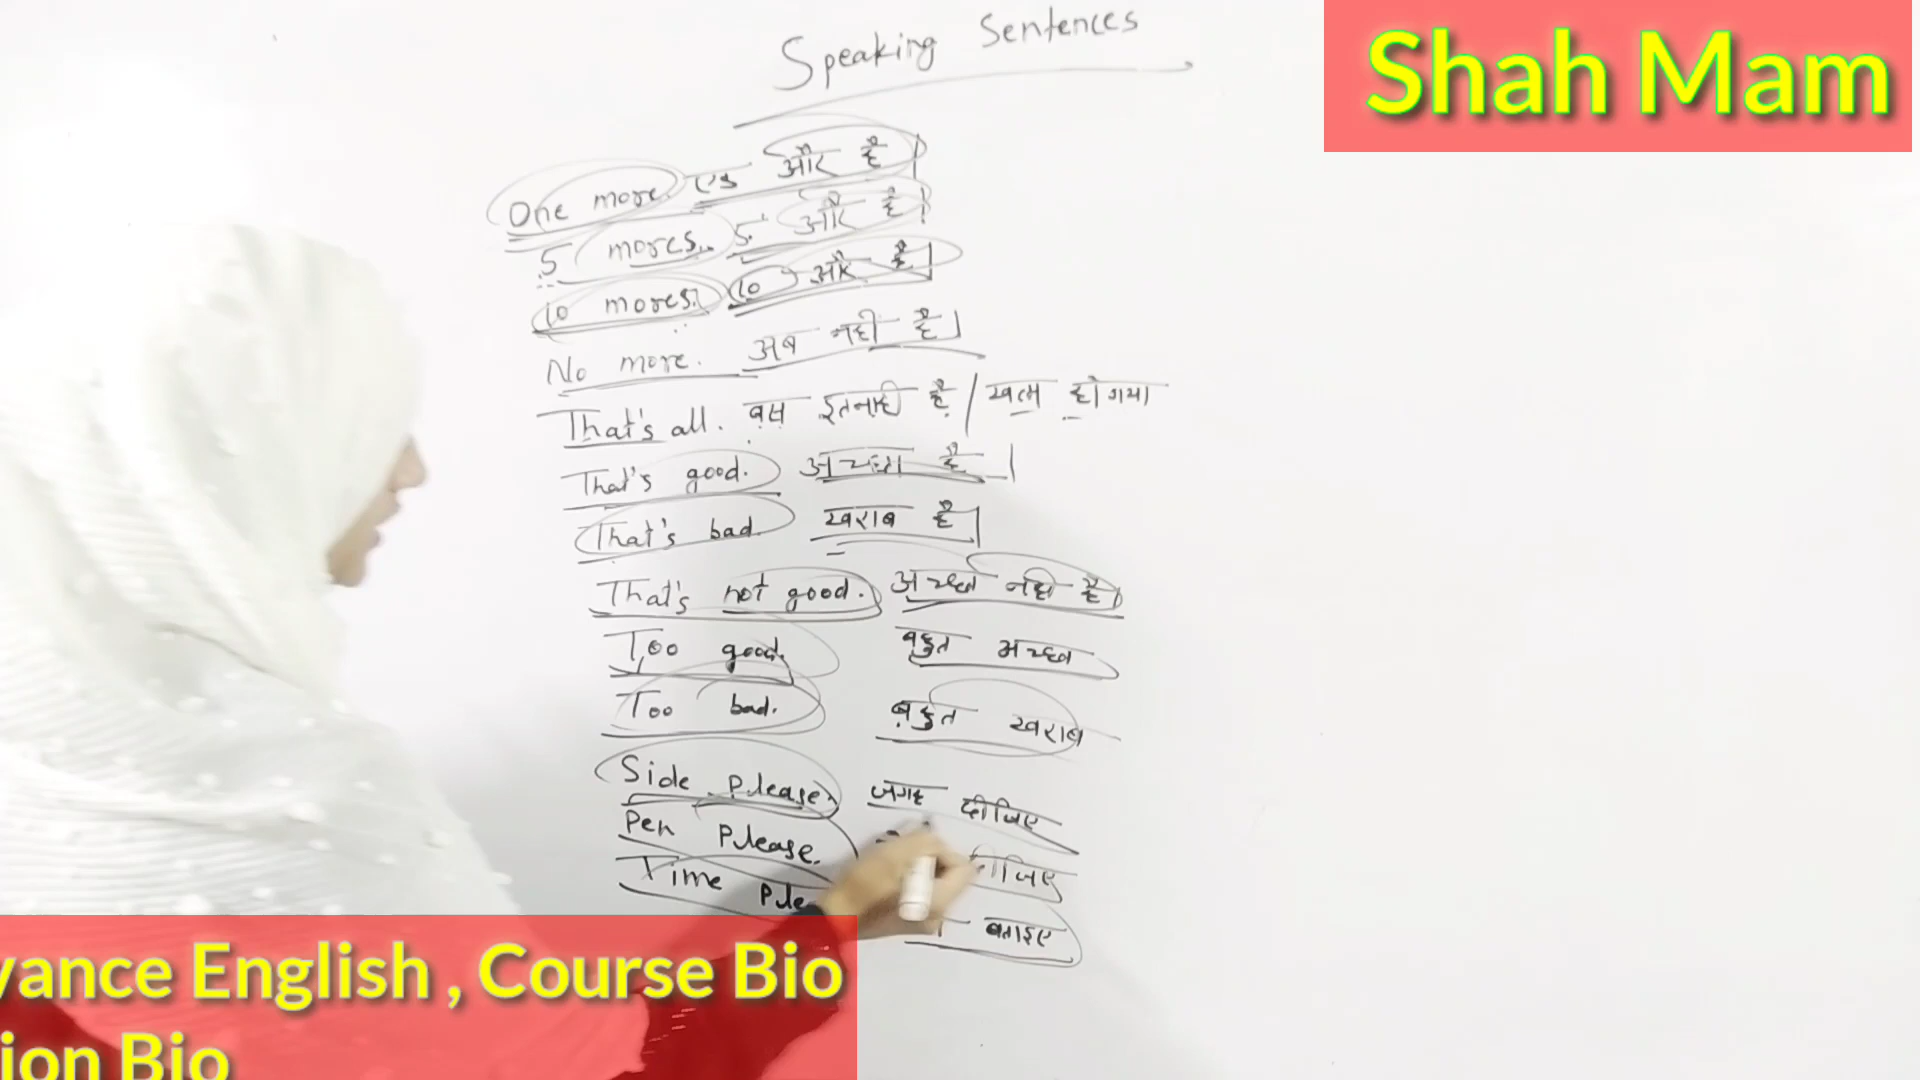 Speaking Sentences
Shah Mam
One more. एक और है।
5 mores.. 5. और है।
10 mores. 10 और है।
No more. अब नही है।
That's all. बस इतनाही है / खत्म हो गया
That's good. अच्छा है।
That's bad. खराब है।
That's not good. अच्छा नही है।
Too good. बहुत अच्छा
Too bad. बहुत खराब
Side Please. जगह दीजिए
Pen Please. दीजिए
Time Ple बताइए
vance English , Course Bio
ion Bio